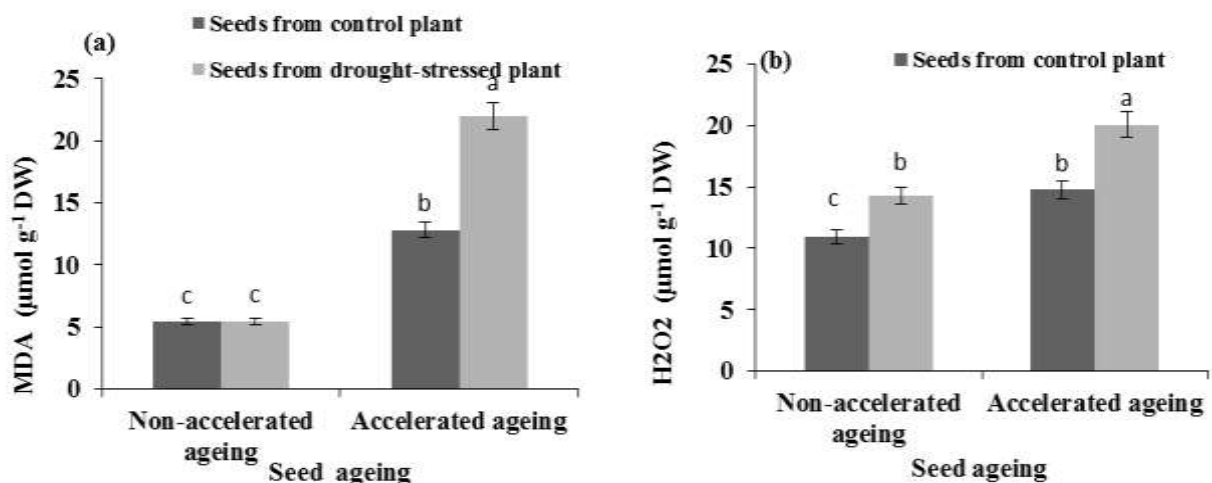 (a)
Seeds from control plant
Seeds from drought-stressed plant
MDA (µmol g⁻¹ DW)
25
20
15
10
5
0
c
c
b
a
Non-accelerated
ageing
Accelerated ageing
Seed ageing
(b)
Seeds from control plant
H2O2 (µmol g⁻¹ DW)
25
20
15
10
5
0
c
b
b
a
Non-accelerated
ageing
Accelerated ageing
Seed ageing